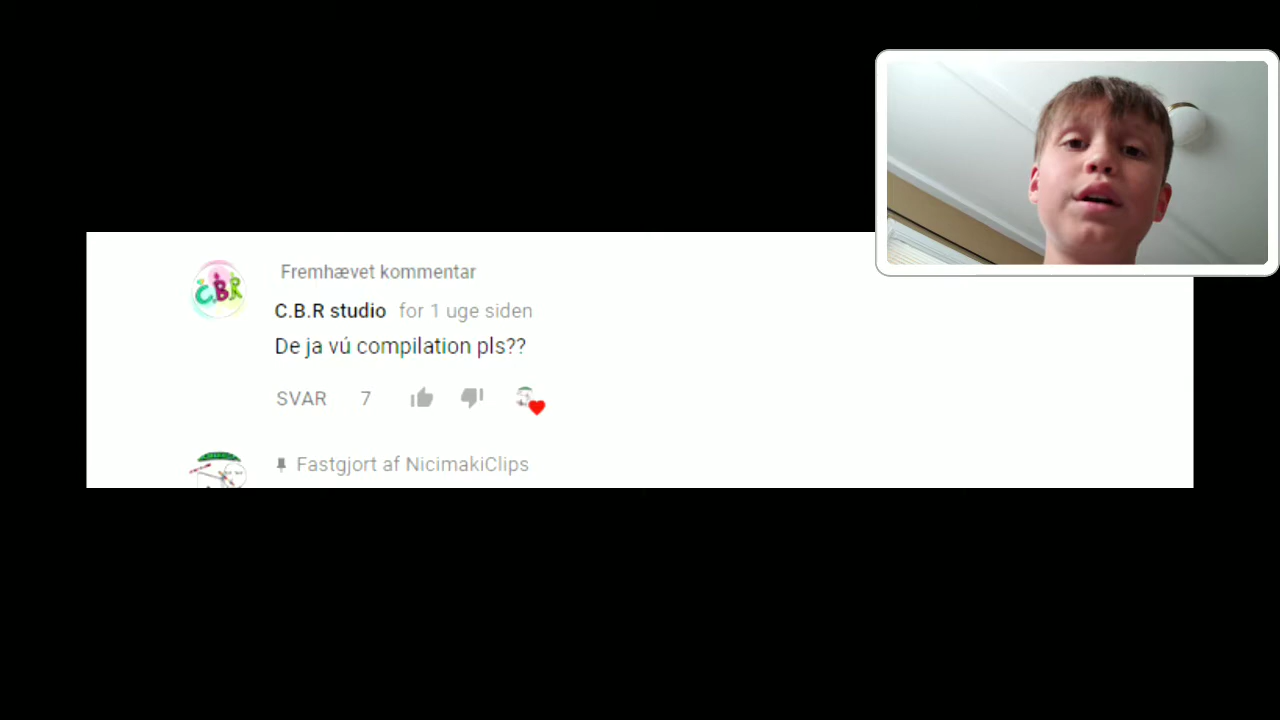 Fremhævet kommentar
C.B.R
C.B.R studio for 1 uge siden
De ja vú compilation pls??
SVAR 7
Fastgjort af NicimakiClips